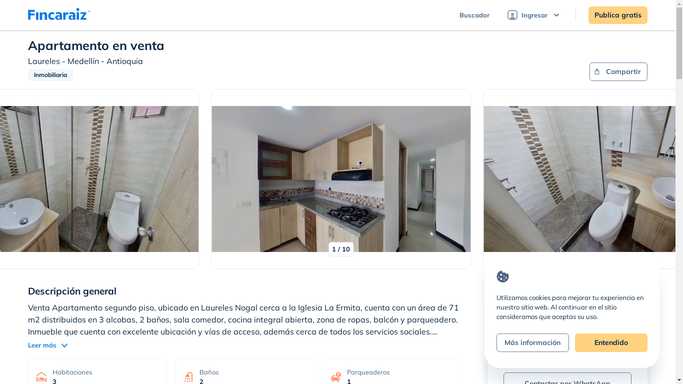 Fincaraíz
Buscador
Ingresar
Publica gratis
Apartamento en venta
Laureles - Medellín - Antioquia
Inmobiliaria
Compartir
1 / 10
Descripción general
Venta Apartamento segundo piso, ubicado en Laureles Nogal cerca a la Iglesia La Ermita, cuenta con un área de 71
m2 distribuidos en 3 alcobas, 2 baños, sala comedor, cocina integral abierta, zona de ropas, balcón y parqueadero.
Inmueble que cuenta con excelente ubicación y vías de acceso, además cerca de todos los servicios sociales....
Leer más
Habitaciones
3
Baños
2
Parqueaderos
1
Utilizamos cookies para mejorar tu experiencia en
nuestro sitio web. Al continuar en el sitio
consideramos que aceptas su uso.
Más información
Entendido
Contactar por WhatsApp